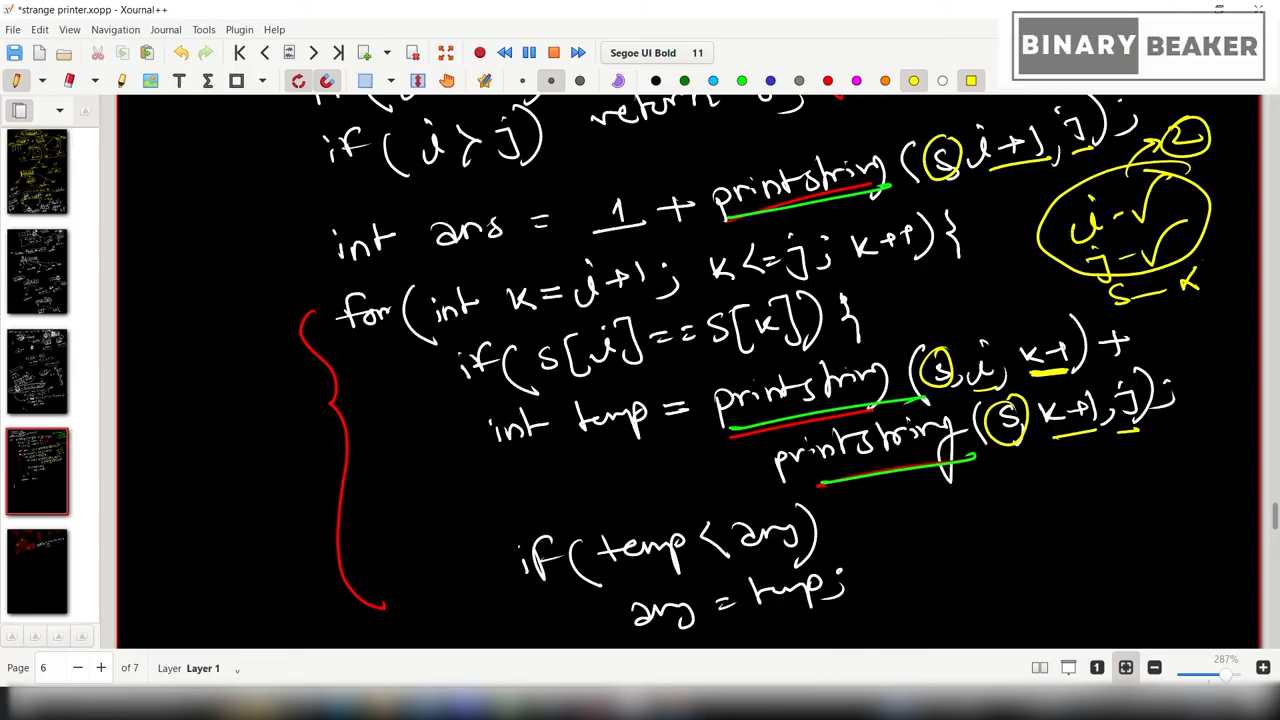 *strange printer.xopp - Xournal++
BINARY BEAKER
File Edit View Navigation Journal Tools Plugin Help
Segoe UI Bold 11
return
if (i > j)
int ans = 1 + printstring (S, i+1, j);
2
i - ✓
j - ✓
S - x
for (int k = i+1; k <= j; k++) {
if (S[i] == S[k]) {
int temp = printstring (S, i, k-1) +
printstring (S, k+1, j);
if (temp < ans)
ans = temp;
Page 6 of 7 Layer Layer 1
287%